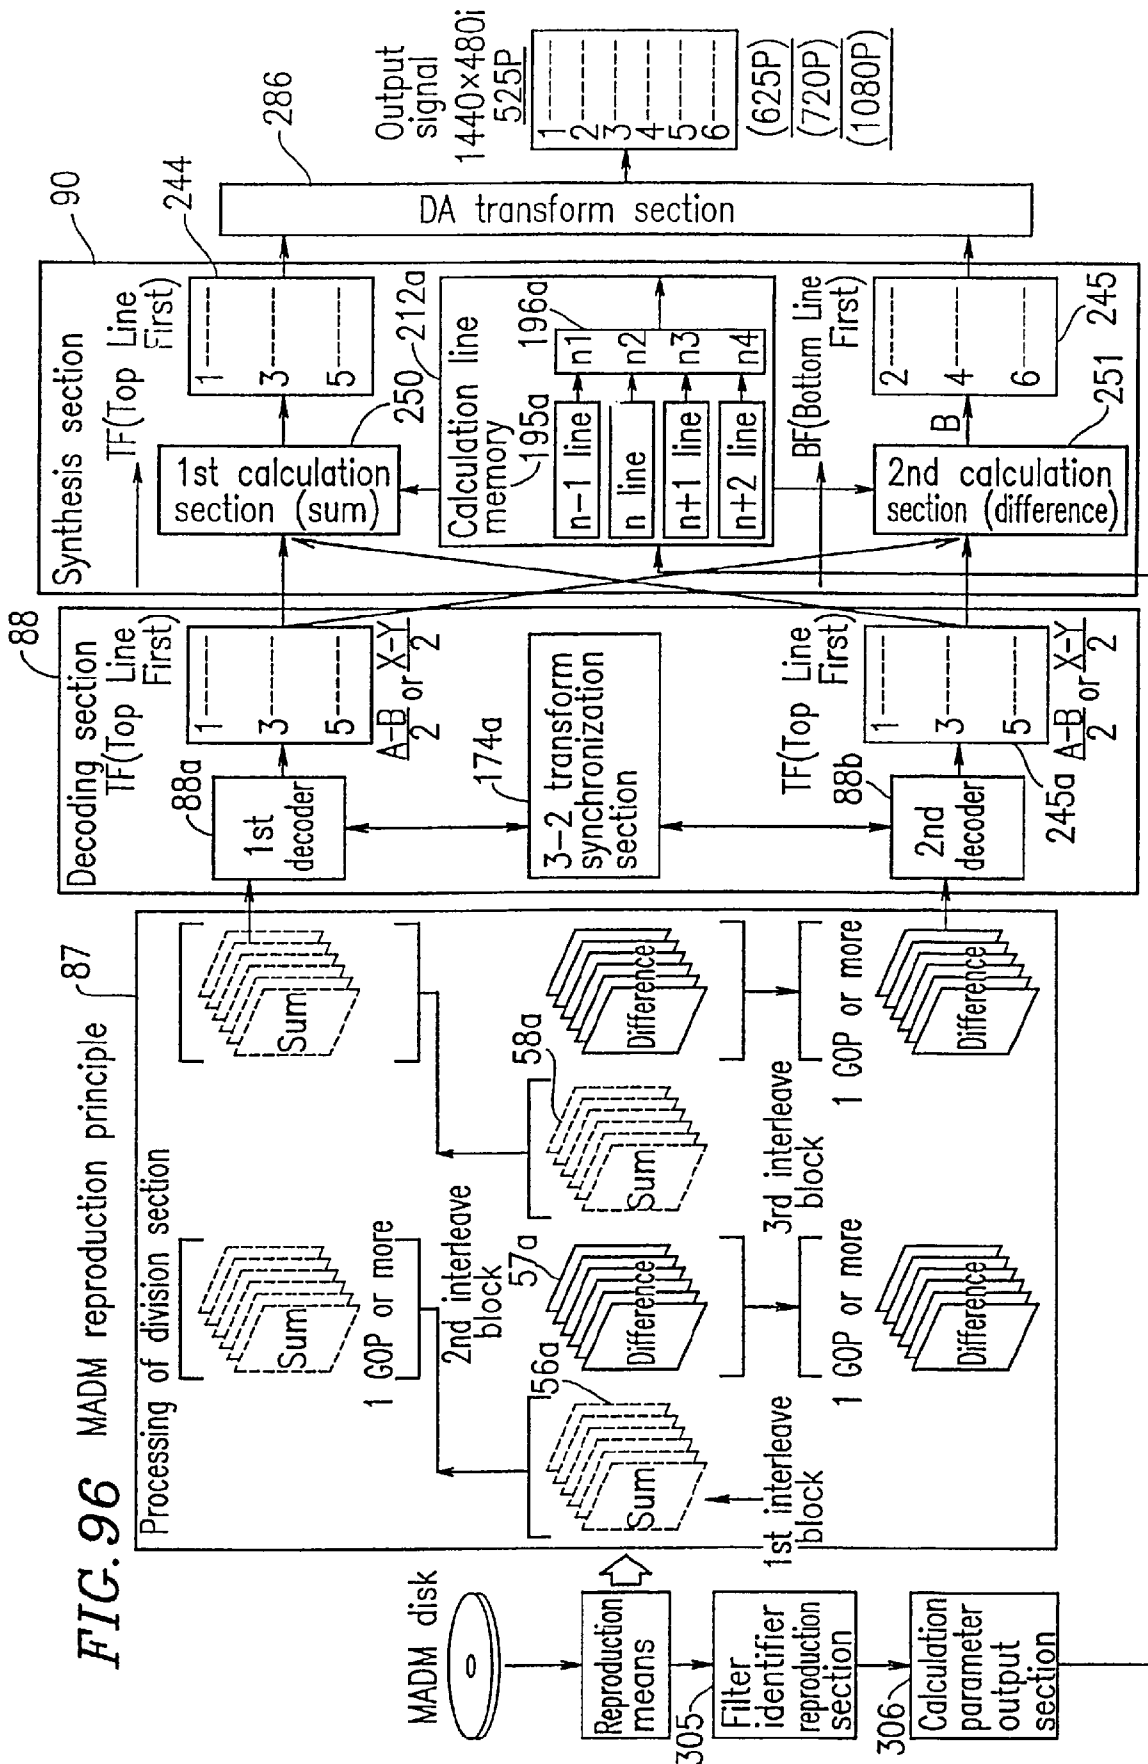 FIG. 96 MADM reproduction principle
87
Processing of division section
MADM disk
Reproduction
means
305
Filter
identifier
reproduction
section
306
Calculation
parameter
output
section
Sum
1 GOP or more
Sum
56a
Sum
1st interleave
block
2nd interleave
block
57a
Difference
58a
Sum
3rd interleave
block
Difference
1 GOP or more
Difference
1 GOP or more
Difference
88
Decoding section
TF(Top Line
First)
88a
1st
decoder
1
3
5
A-B
2
or
X-Y
2
174a
3-2 transform
synchronization
section
TF(Top Line
First)
88b
2nd
decoder
1
3
5
245a
A-B
2
or
X-Y
2
90
Synthesis section
TF(Top Line
First)
244
1st calculation
section (sum)
1
3
5
250
212a
Calculation line
memory
195a
196a
n-1 line
n line
n+1 line
n+2 line
n1
n2
n3
n4
BF(Bottom Line
First)
2nd calculation
section (difference)
B
2
4
6
251
245
286
DA transform section
Output
signal
1440×480i
525P
1
2
3
4
5
6
(625P)
(720P)
(1080P)